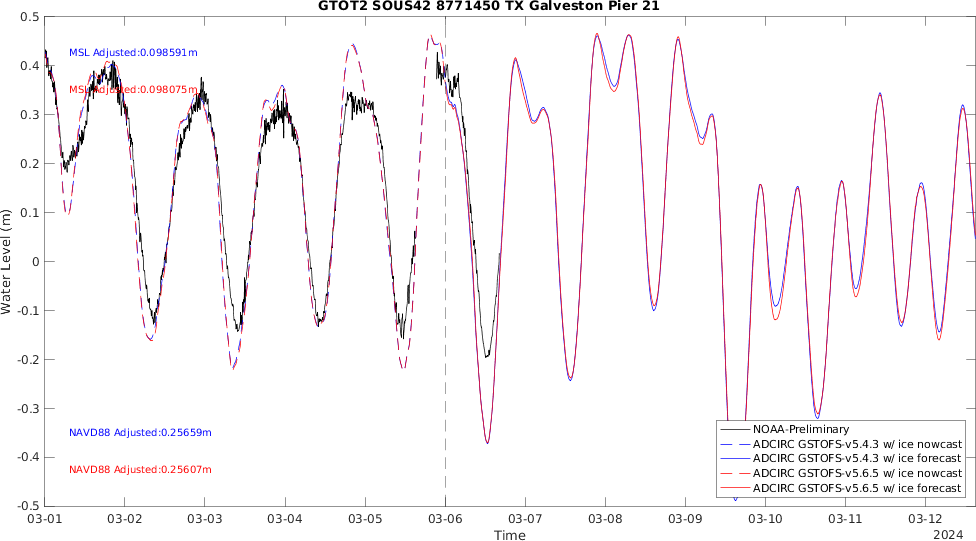 GTOT2 SOUS42 8771450 TX Galveston Pier 21
0.5
0.4
0.3
0.2
0.1
0
-0.1
-0.2
-0.3
-0.4
-0.5
Water Level (m)
MSL Adjusted:0.098591m
MSL Adjusted:0.098075m
NAVD88 Adjusted:0.25659m
NAVD88 Adjusted:0.25607m
NOAA-Preliminary
ADCIRC GSTOFS-v5.4.3 w/ ice nowcast
ADCIRC GSTOFS-v5.4.3 w/ ice forecast
ADCIRC GSTOFS-v5.6.5 w/ ice nowcast
ADCIRC GSTOFS-v5.6.5 w/ ice forecast
03-01 03-02 03-03 03-04 03-05 03-06 03-07 03-08 03-09 03-10 03-11 03-12
Time
2024